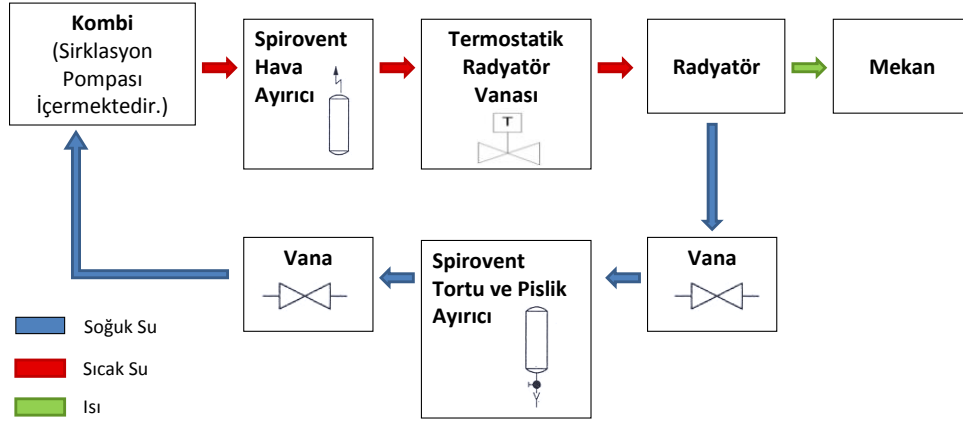 Kombi
(Sirklasyon
Pompası
İçermektedir.)
Spirovent
Hava
Ayırıcı
Termostatik
Radyatör
Vanası
T
Radyatör
Mekan
Vana
Spirovent
Tortu ve Pislik
Ayırıcı
Vana
Soğuk Su
Sıcak Su
Isı